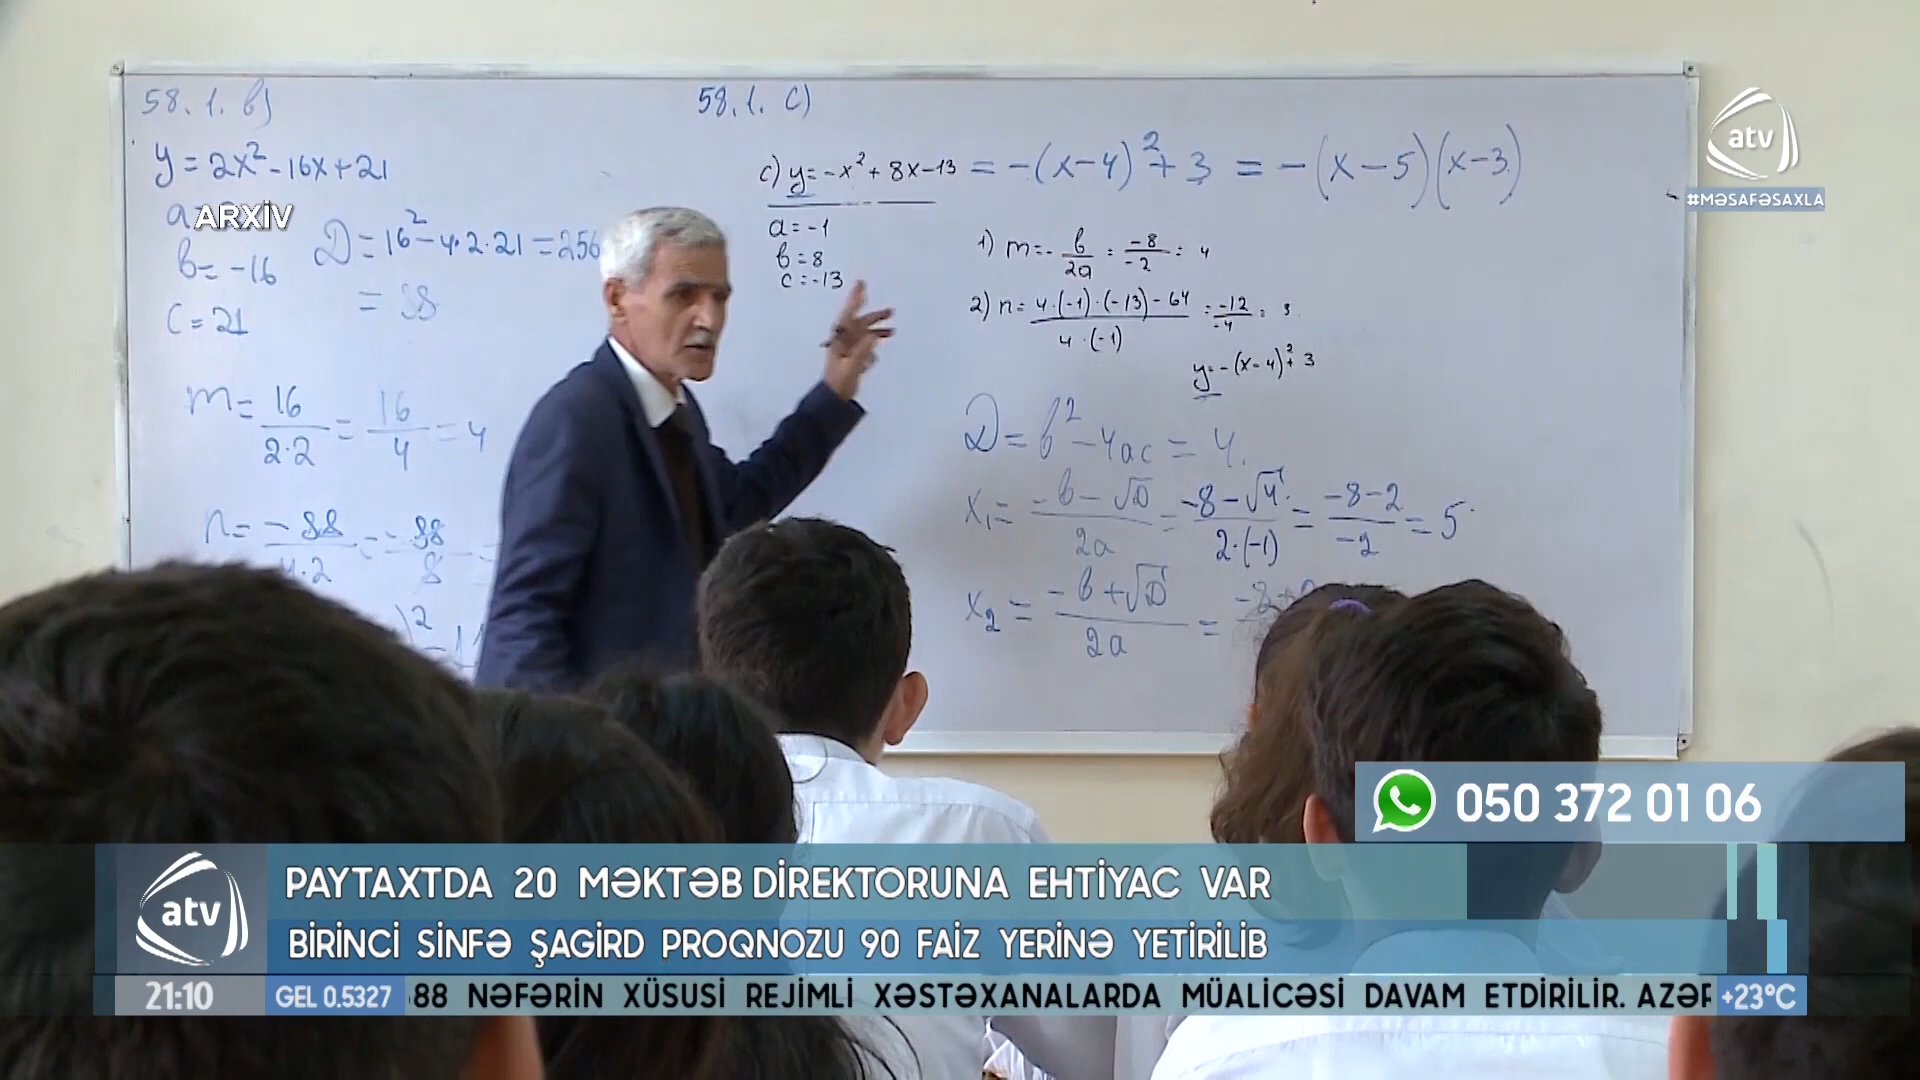 58.1. b)
y = 2x² - 16x + 21
b = -16
c = 21
D = 16² - 4·2·21 = 256
= 88
m = 16/2·2 = 16/4 = 4
n = -88/4·2 = -88/8 =
58.1. c)
c) y = -x² + 8x - 13 = -(x-4)² + 3 = -(x-5)(x-3)
a = -1
b = 8
c = -13
1) m = - b/2a = -8/-2 = 4
2) n = 4·(-1)·(-13) - 64/4·(-1) = -12/-4 = 3
y = -(x-4)² + 3
D = b² - 4ac = 4.
x₁ = -b - √D/2a = -8 - √4/2·(-1) = -8-2/-2 = 5
x₂ = -b + √D/2a =
ARXİV
atv
#MƏSAFƏSAXLA
050 372 01 06
atv
PAYTAXTDA 20 MƏKTƏB DİREKTORUNA EHTİYAC VAR
BİRİNCİ SİNFƏ ŞAGİRD PROQNOZU 90 FAİZ YERİNƏ YETİRİLİB
21:10 GEL 0.5327 88 NƏFƏRİN XÜSUSİ REJİMLİ XƏSTƏXANALARDA MÜALİCƏSİ DAVAM ETDİRİLİR. +23°C